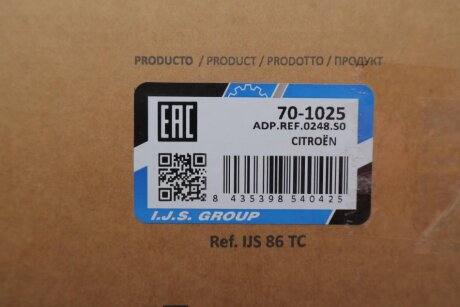 PRODUCTO / PRODUCT / PRODOTTO / ПРОДУКТ
EAC
70-1025
ADP.REF.0248.S0
CITROËN
8 435398 540425
I.J.S. GROUP
Ref. IJS 86 TC